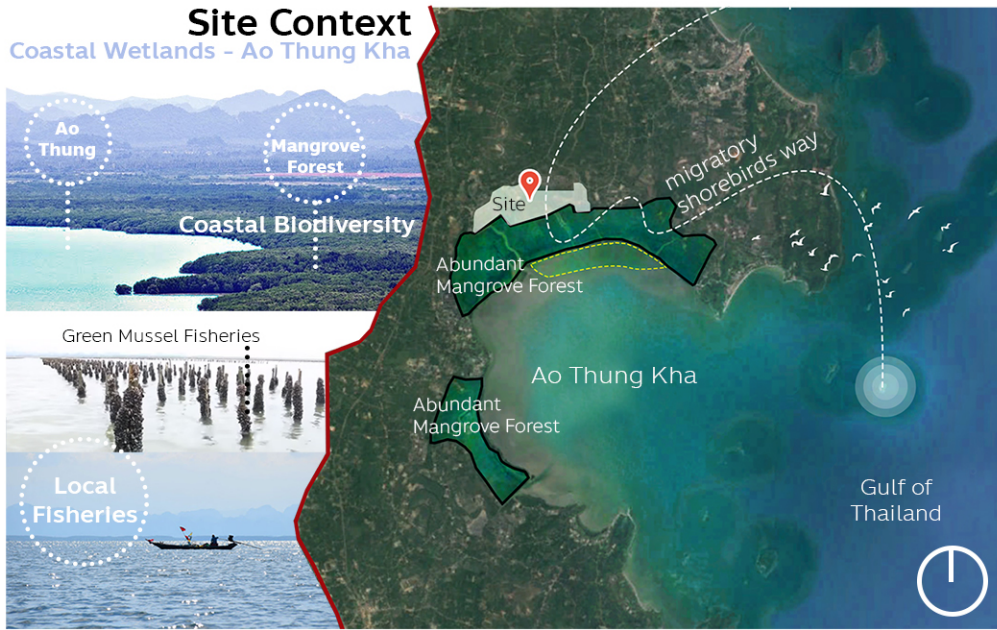 Site Context
Coastal Wetlands - Ao Thung Kha
Ao
Thung
Mangrove
Forest
Coastal Biodiversity
Green Mussel Fisheries
Local
Fisheries
migratory
shorebirds way
Site
Abundant
Mangrove Forest
Ao Thung Kha
Abundant
Mangrove Forest
Gulf of
Thailand